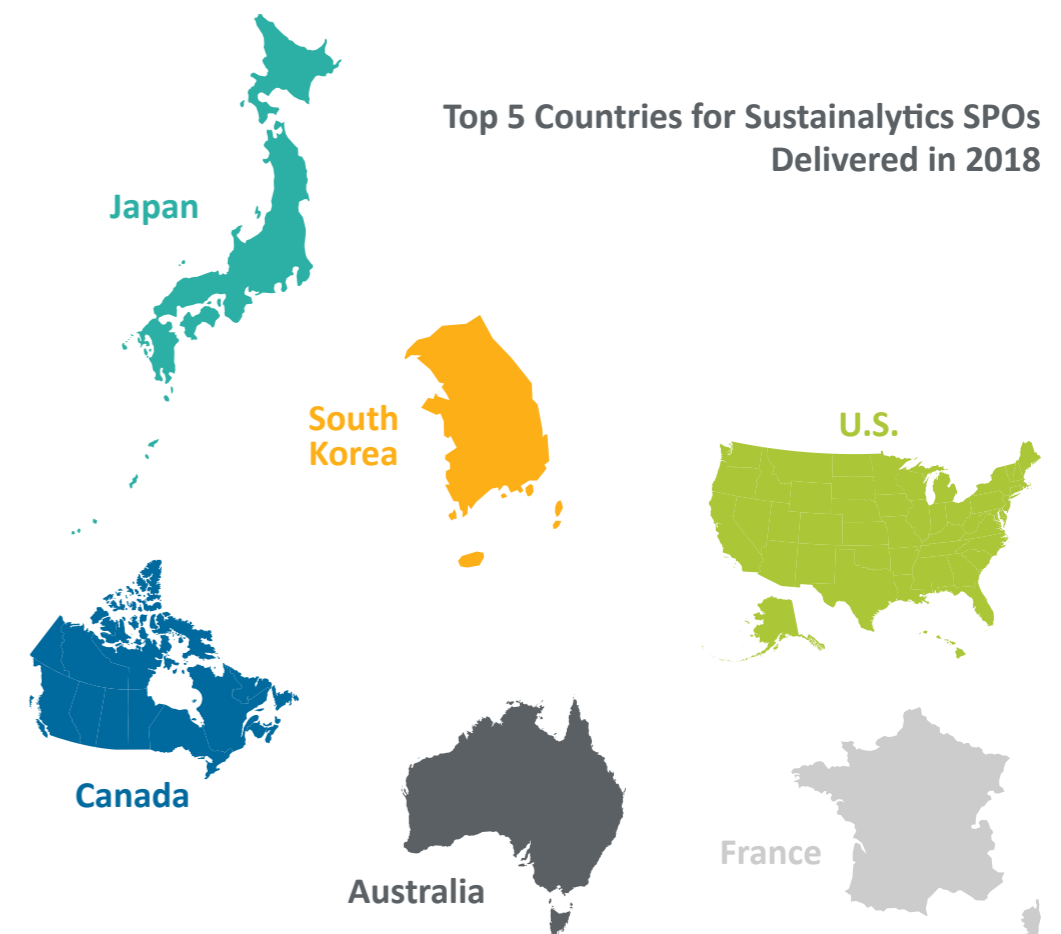 Top 5 Countries for Sustainalytics SPOs
Delivered in 2018
Japan
South
Korea
U.S.
Canada
Australia
France